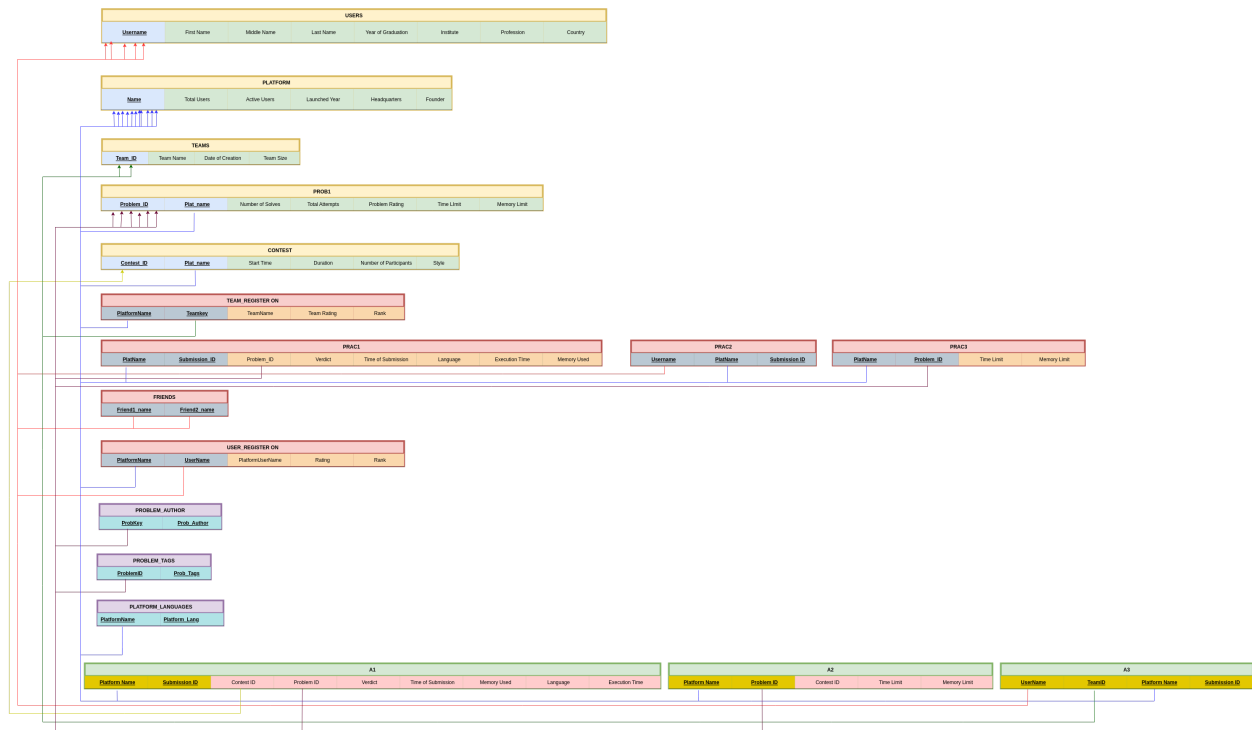 USERS
Username First Name Middle Name Last Name Year of Graduation Institute Profession Country
PLATFORM
Name Total Users Active Users Launched Year Headquarters Founder
TEAMS
Team_ID Team Name Date of Creation Team Size
PROB1
Problem_ID Plat_name Number of Solves Total Attempts Problem Rating Time Limit Memory Limit
CONTEST
Contest_ID Plat_name Start Time Duration Number of Participants Style
TEAM_REGISTER ON
PlatformName Teamkey TeamName Team Rating Rank
PRAC1 PRAC2 PRAC3
PlatName Submission_ID Problem_ID Verdict Time of Submission Language Execution Time Memory Used Username PlatName Submission ID PlatName Problem_ID Time Limit Memory Limit
FRIENDS
Friend1_name Friend2_name
USER_REGISTER ON
PlatformName UserName PlatformUserName Rating Rank
PROBLEM_AUTHOR
ProbKey Prob_Author
PROBLEM_TAGS
ProblemID Prob_Tags
PLATFORM_LANGUAGES
PlatformName Platform_Lang
A1 A2 A3
Platform Name Submission ID Contest ID Problem ID Verdict Time of Submission Memory Used Language Execution Time Platform Name Problem ID Contest ID Time Limit Memory Limit UserName TeamID Platform Name Submission ID